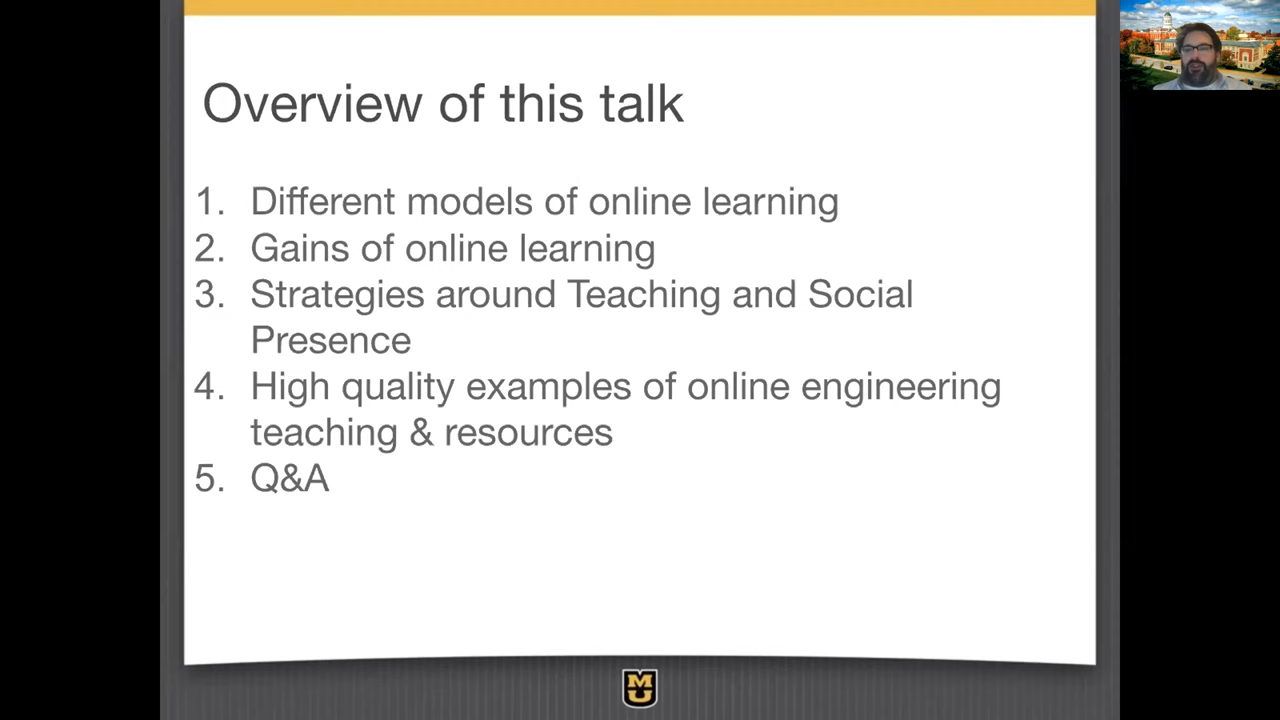 Overview of this talk
1. Different models of online learning
2. Gains of online learning
3. Strategies around Teaching and Social
Presence
4. High quality examples of online engineering
teaching & resources
5. Q&A
MU